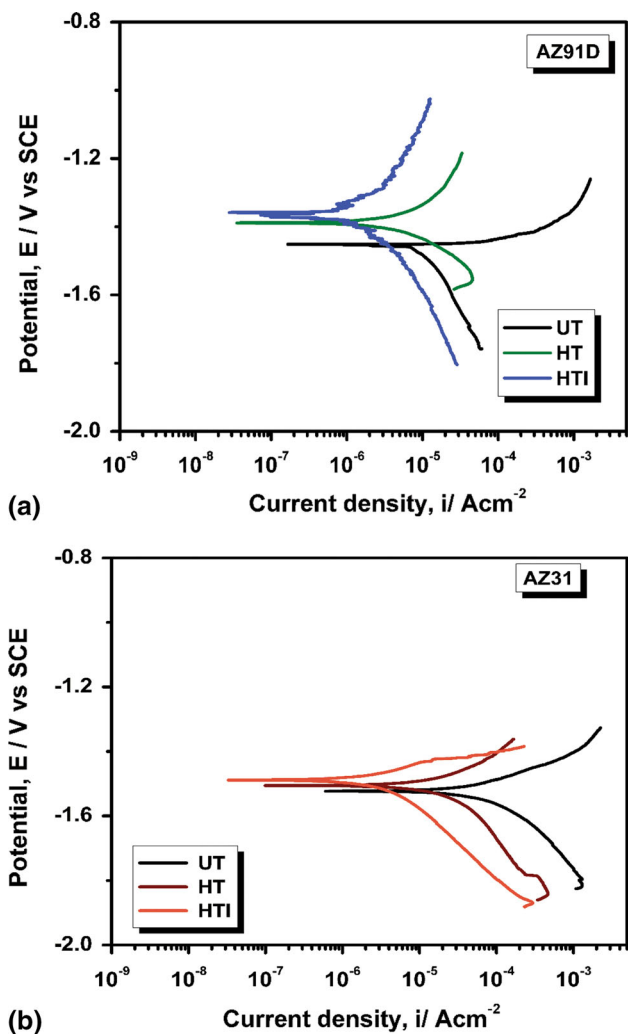 AZ91D
-0.8
-1.2
-1.6
-2.0
Potential, E / V vs SCE
UT
HT
HTI
10⁻⁹ 10⁻⁸ 10⁻⁷ 10⁻⁶ 10⁻⁵ 10⁻⁴ 10⁻³
Current density, i/ Acm⁻²
(a)
AZ31
-0.8
-1.2
-1.6
-2.0
Potential, E / V vs SCE
UT
HT
HTI
10⁻⁹ 10⁻⁸ 10⁻⁷ 10⁻⁶ 10⁻⁵ 10⁻⁴ 10⁻³
Current density, i/ Acm⁻²
(b)